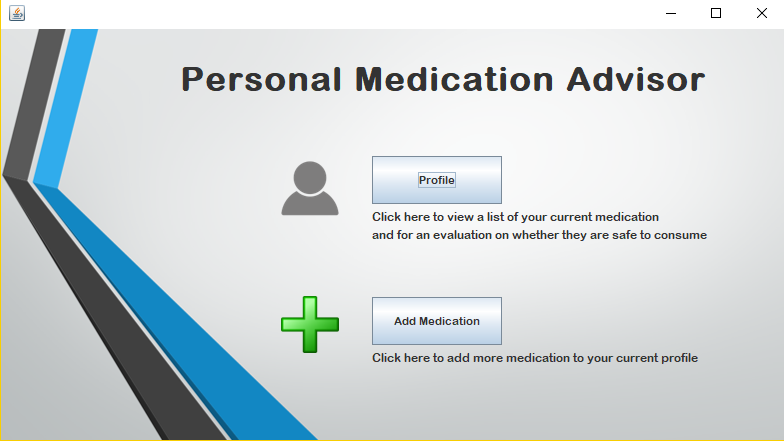 Personal Medication Advisor
Profile
Click here to view a list of your current medication
and for an evaluation on whether they are safe to consume
Add Medication
Click here to add more medication to your current profile